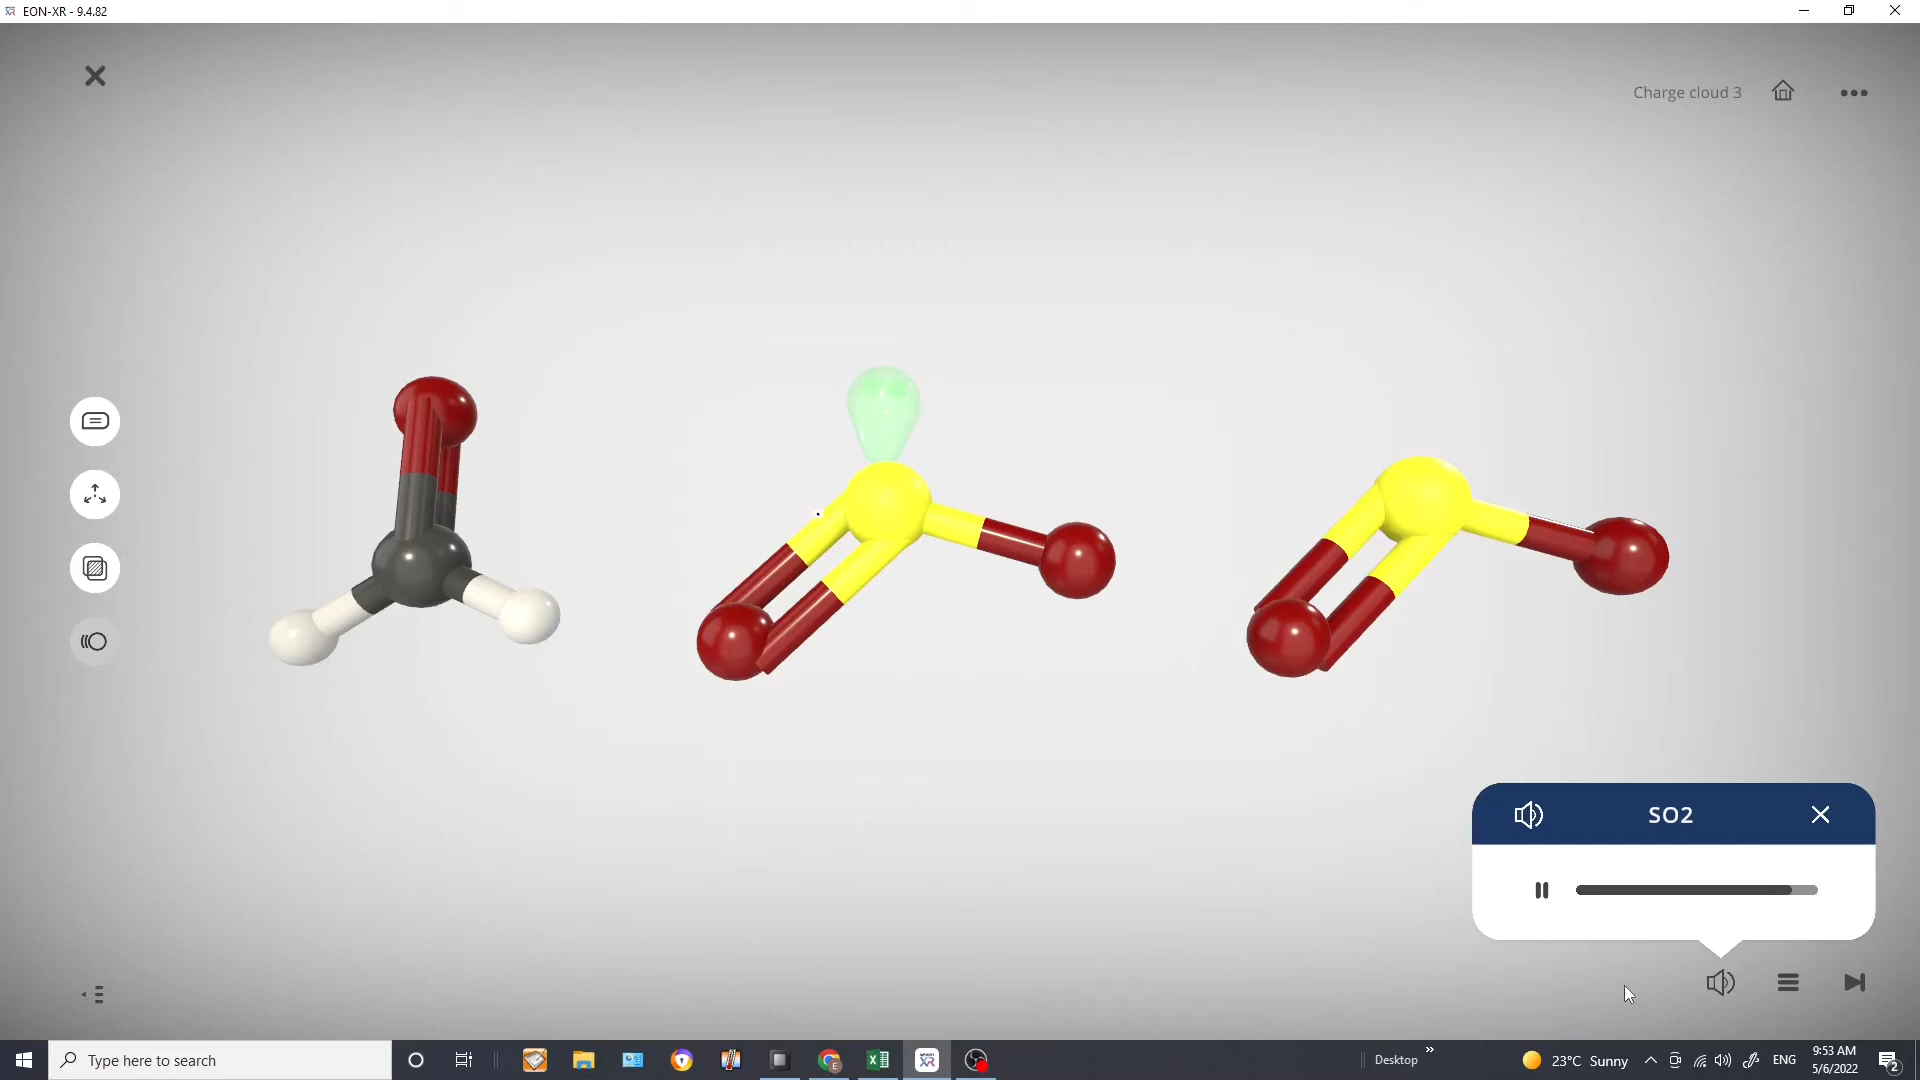 EON-XR - 9.4.82
Charge cloud 3
SO2
Type here to search
Desktop
23°C Sunny
ENG
9:53 AM
5/6/2022
2